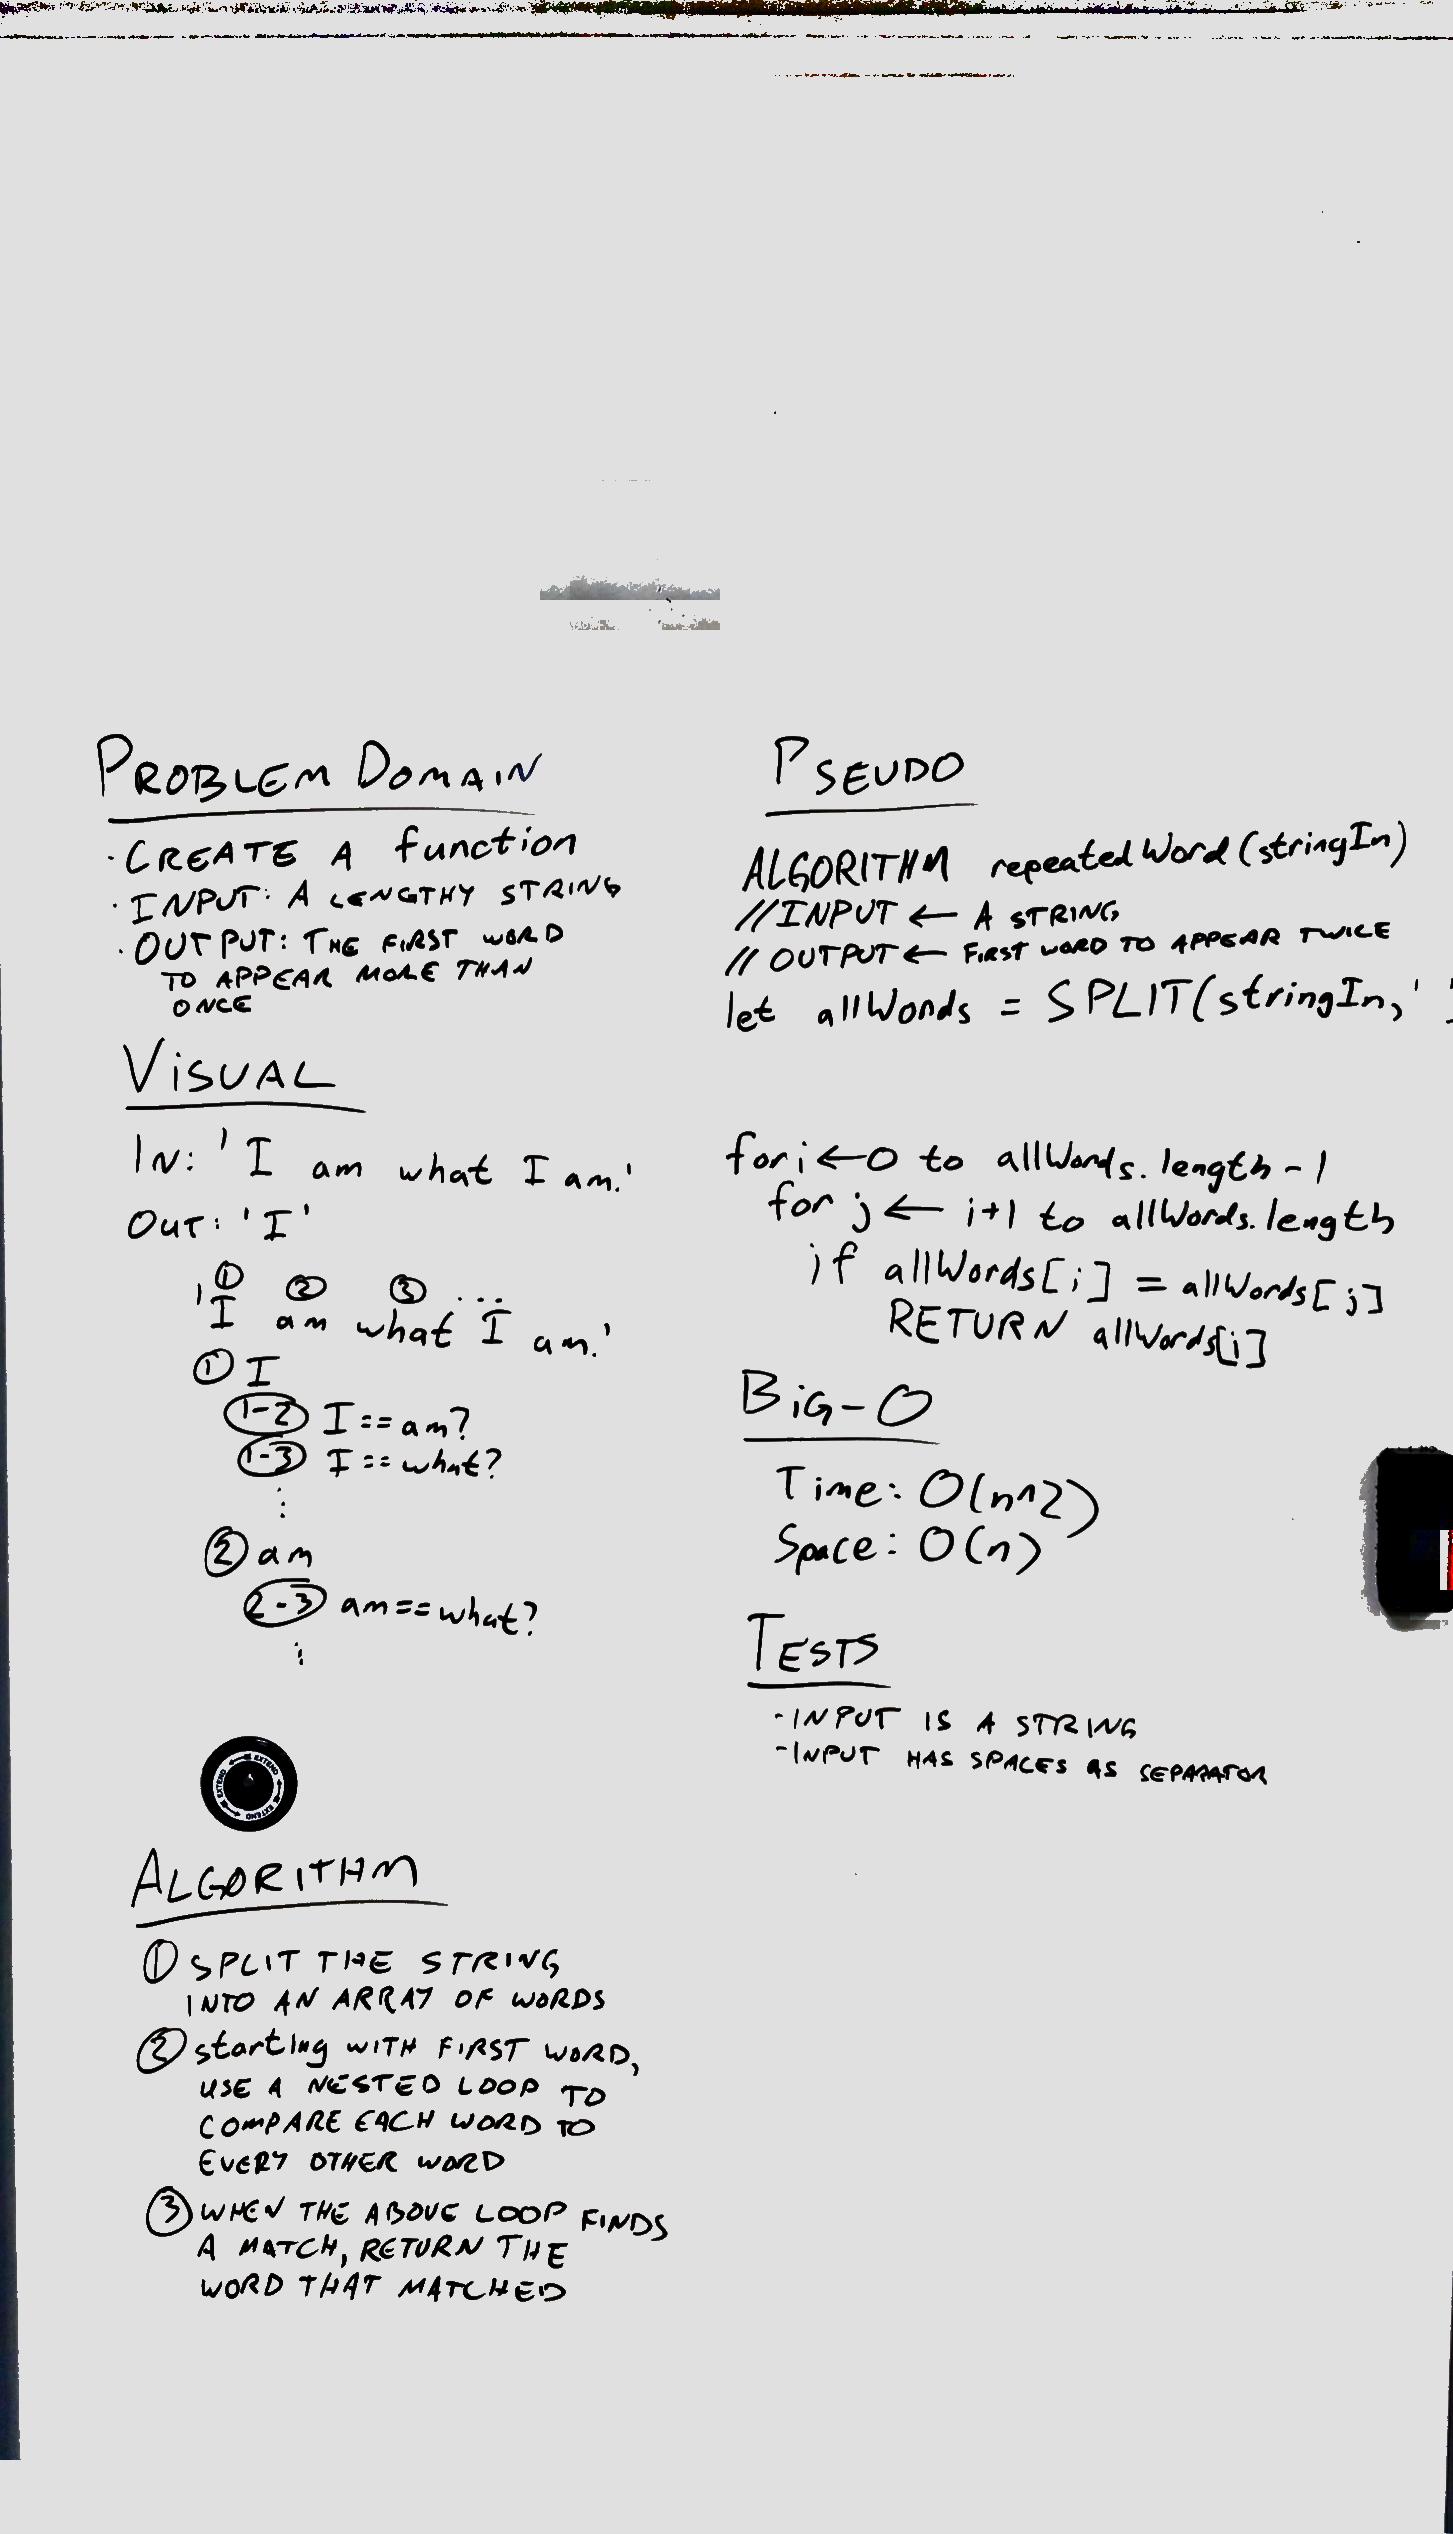 PROBLEM DOMAIN
· CREATE A function
· INPUT: A LENGTHY STRING
· OUTPUT: THE FIRST WORD
TO APPEAR MORE THAN
ONCE
VISUAL
IN: 'I am what I am.'
OUT: 'I'
① ② ③ ...
'I am what I am.'
① I
1-2 I == am?
1-3 I == what?
⋮
② am
2-3 am == what?
⋮
EXTEND EXTEND EXTEND EXTEND
ALGORITHM
① SPLIT THE STRING
INTO AN ARRAY OF WORDS
② starting WITH FIRST WORD,
USE A NESTED LOOP TO
COMPARE EACH WORD TO
EVERY OTHER WORD
③ WHEN THE ABOVE LOOP FINDS
A MATCH, RETURN THE
WORD THAT MATCHED
PSEUDO
ALGORITHM repeatedWord(stringIn)
// INPUT ← A STRING
// OUTPUT ← FIRST WORD TO APPEAR TWICE
let allWords = SPLIT(stringIn, ' '
for i ← 0 to allWords.length - 1
for j ← i+1 to allWords.length
if allWords[i] = allWords[j]
RETURN allWords[i]
BIG-O
Time: O(n^2)
Space: O(n)
TESTS
- INPUT IS A STRING
- INPUT HAS SPACES AS SEPARATOR